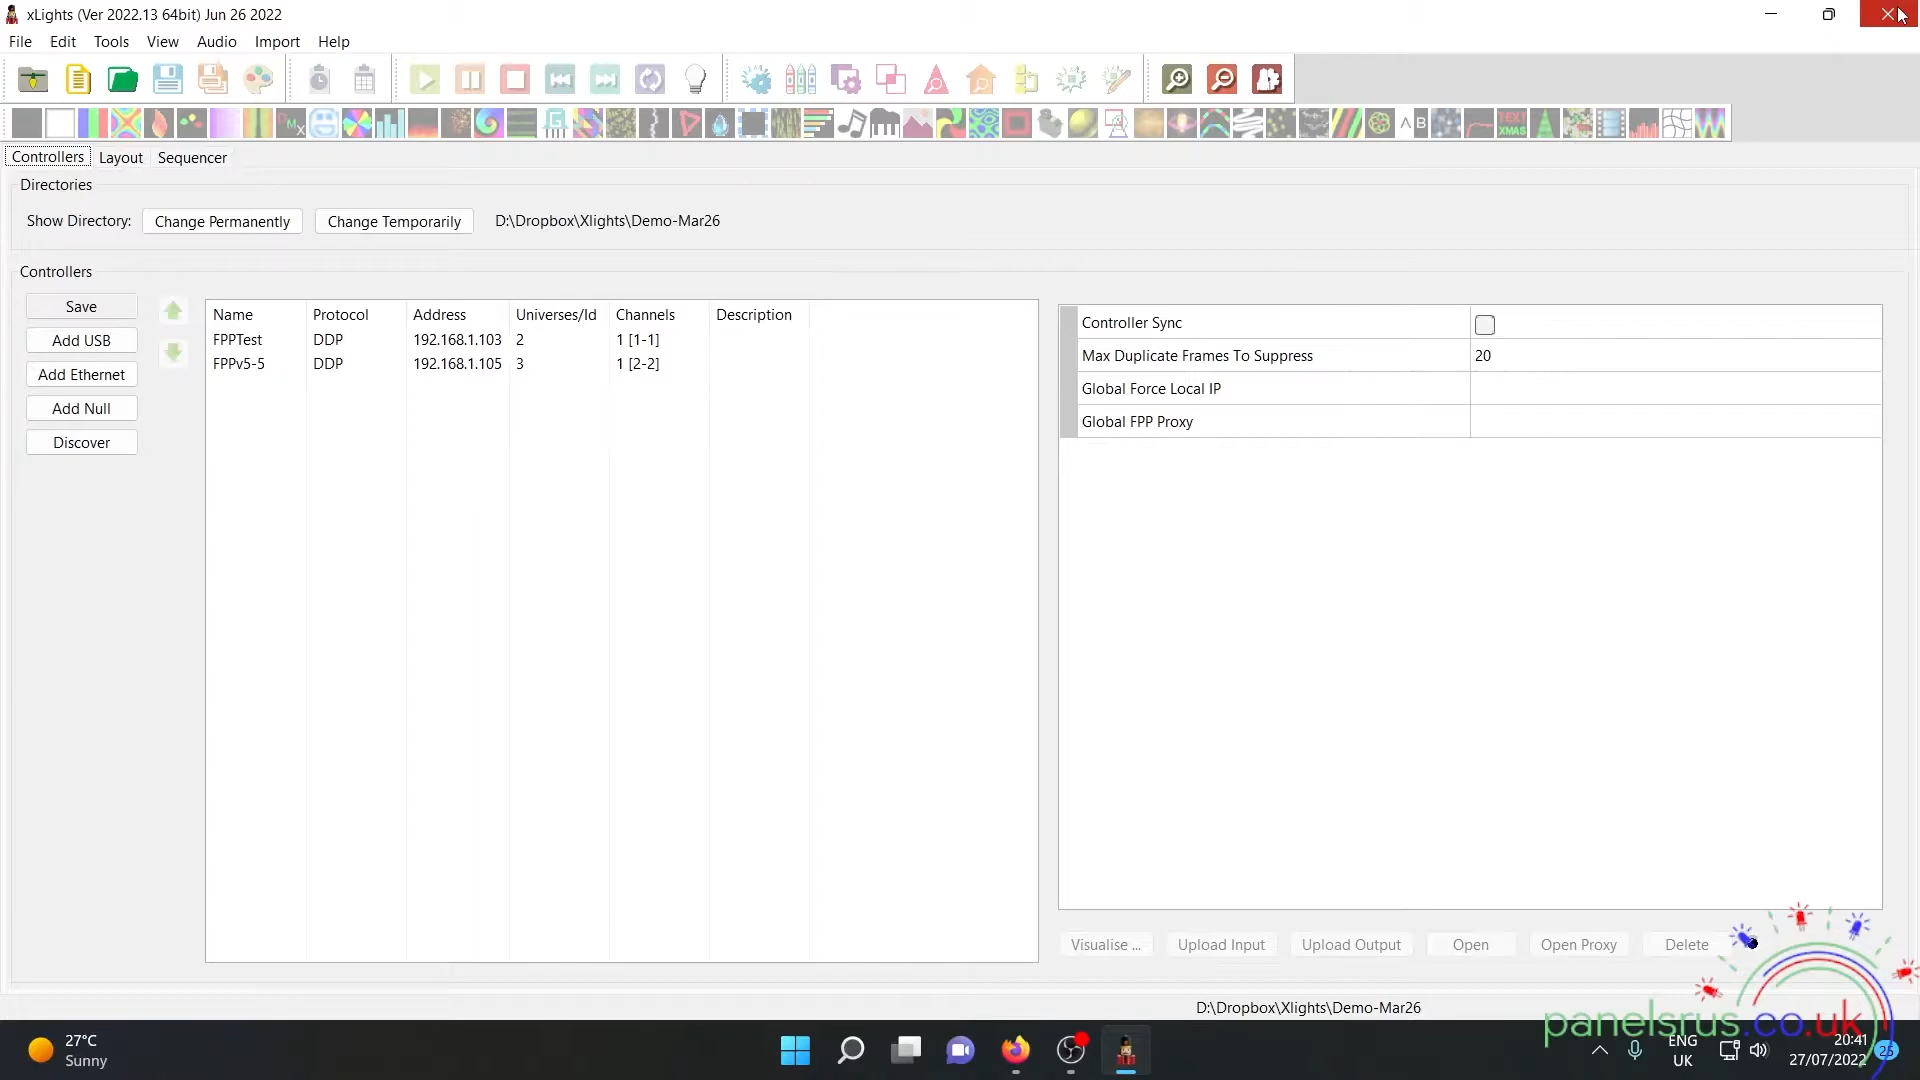 xLights (Ver 2022.13 64bit) Jun 26 2022
File Edit Tools View Audio Import Help
Controllers Layout Sequencer
Directories
Show Directory: Change Permanently Change Temporarily D:\Dropbox\Xlights\Demo-Mar26
Controllers
Save
Add USB
Add Ethernet
Add Null
Discover
Name Protocol Address Universes/Id Channels Description
FPPTest DDP 192.168.1.103 2 1 [1-1]
FPPv5-5 DDP 192.168.1.105 3 1 [2-2]
Controller Sync
Max Duplicate Frames To Suppress 20
Global Force Local IP
Global FPP Proxy
Visualise ... Upload Input Upload Output Open Open Proxy Delete
D:\Dropbox\Xlights\Demo-Mar26
panelsrus.co.uk
27°C
Sunny
ENG
UK
20:41
27/07/2022
25